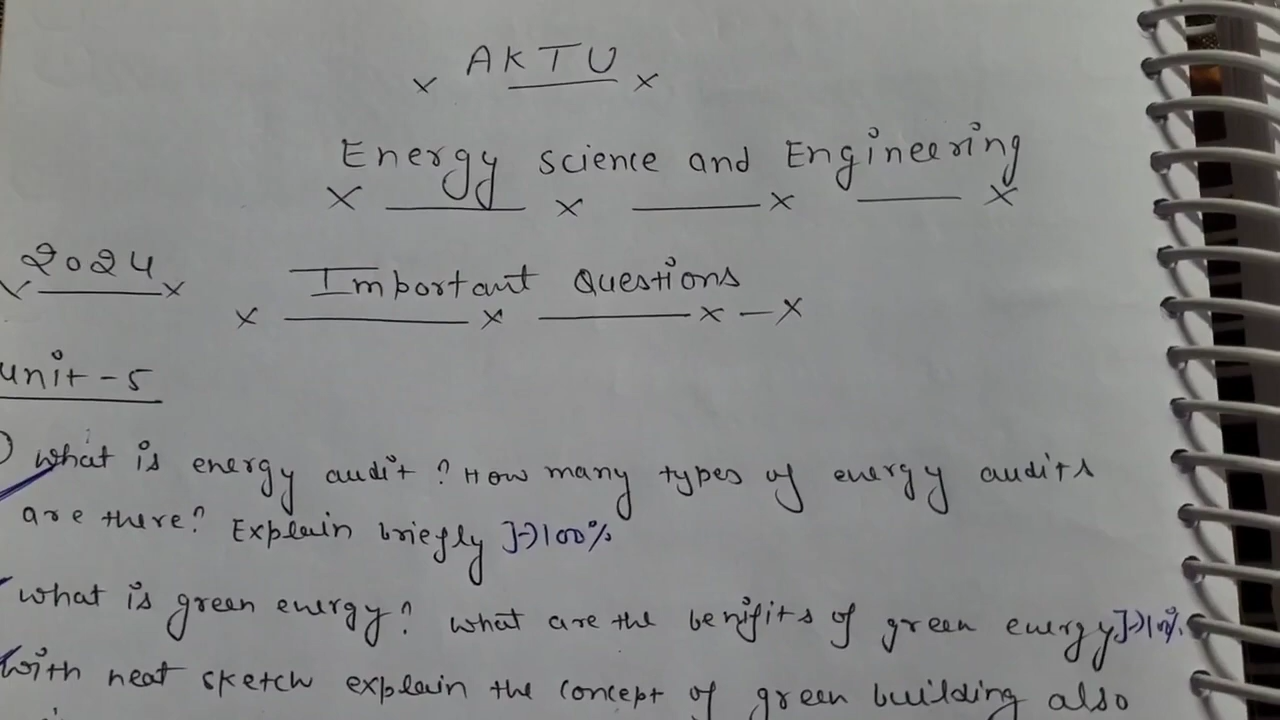 AKTU
Energy science and Engineering
2024
Important Questions
unit-5
what is energy audit? How many types of energy audits
are there? Explain briefly ]→100%
what is green energy? what are the benifits of green energy]→
with neat sketch explain the concept of green building also